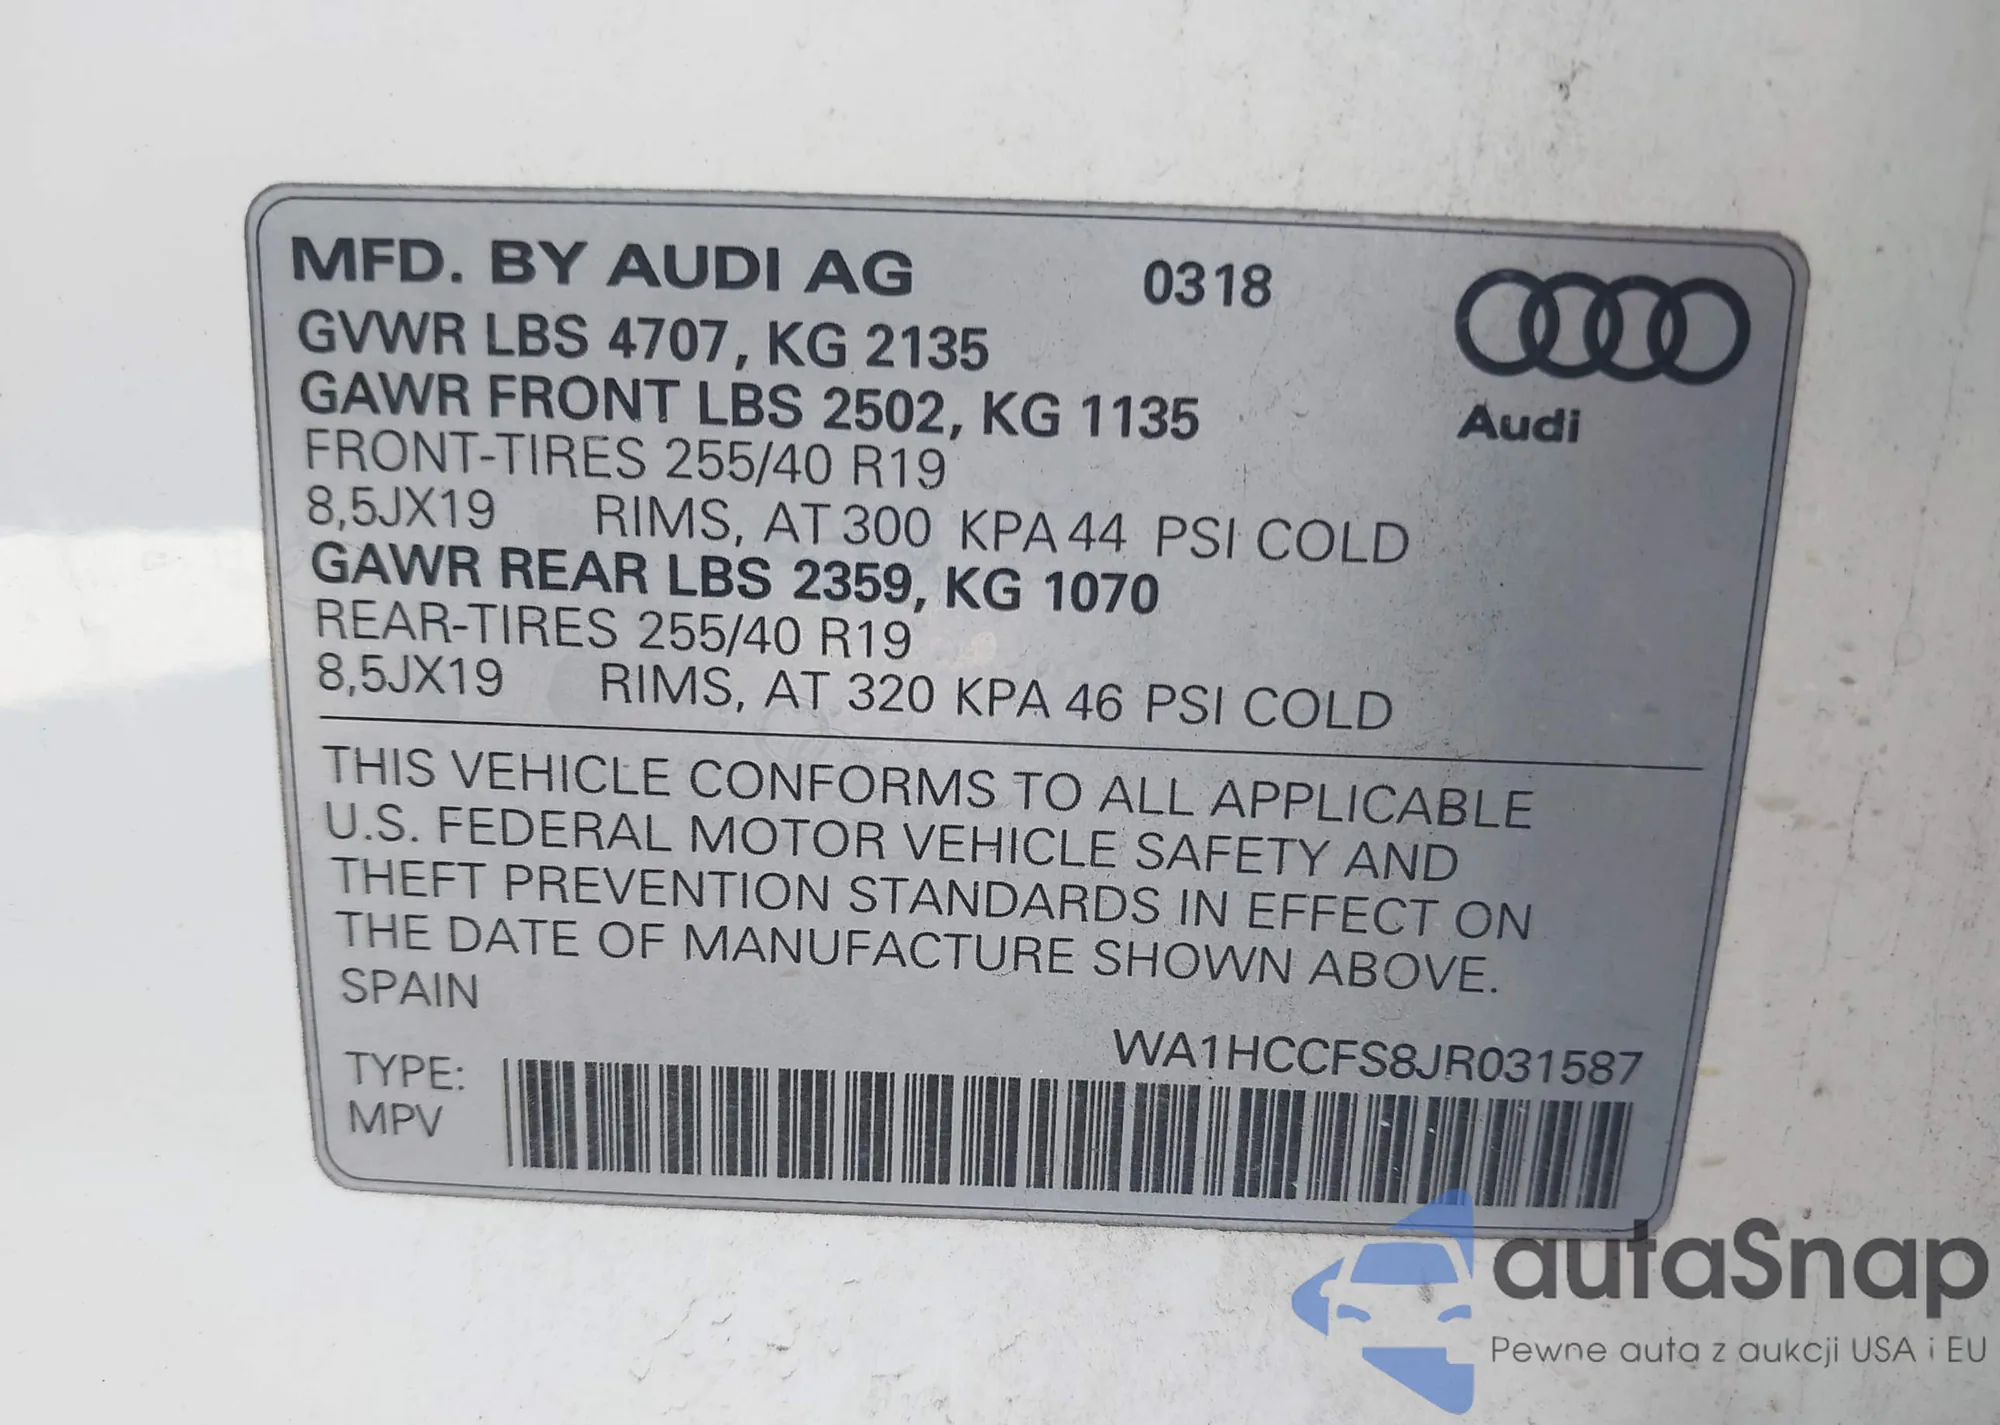 MFD. BY AUDI AG 0318
GVWR LBS 4707, KG 2135
GAWR FRONT LBS 2502, KG 1135
Audi
FRONT-TIRES 255/40 R19
8,5JX19 RIMS, AT 300 KPA 44 PSI COLD
GAWR REAR LBS 2359, KG 1070
REAR-TIRES 255/40 R19
8,5JX19 RIMS, AT 320 KPA 46 PSI COLD
THIS VEHICLE CONFORMS TO ALL APPLICABLE
U.S. FEDERAL MOTOR VEHICLE SAFETY AND
THEFT PREVENTION STANDARDS IN EFFECT ON
THE DATE OF MANUFACTURE SHOWN ABOVE.
SPAIN
WA1HCCFS8JR031587
TYPE:
MPV
autaSnap
Pewne auta z aukcji USA i EU